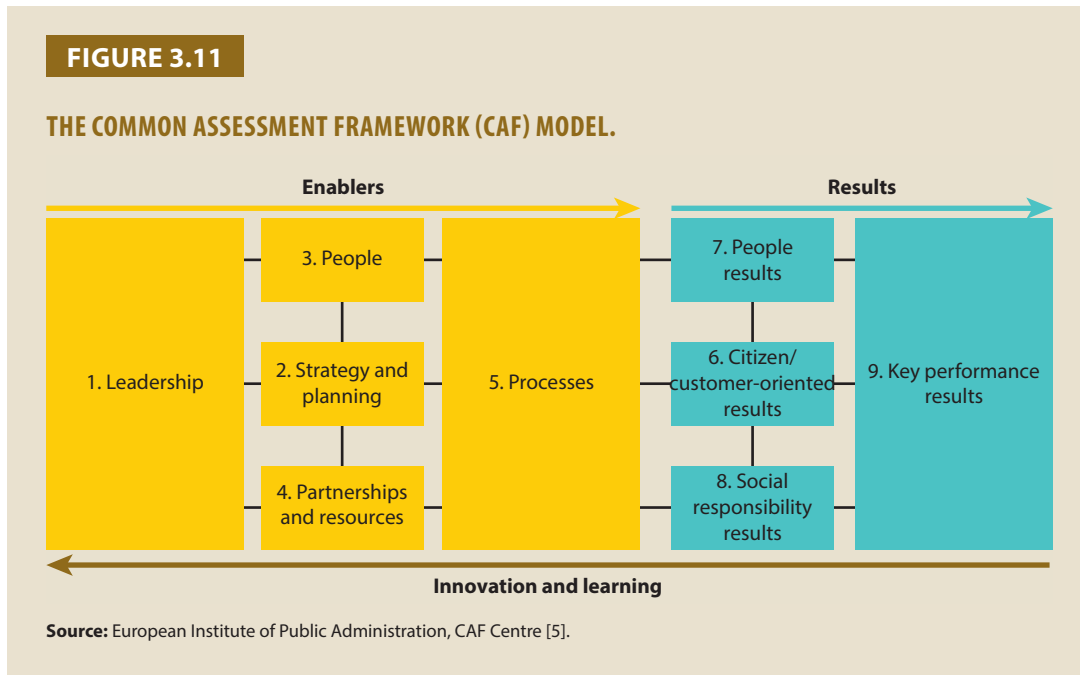 FIGURE 3.11
THE COMMON ASSESSMENT FRAMEWORK (CAF) MODEL.
Enablers
Results
1. Leadership
3. People
2. Strategy and
planning
4. Partnerships
and resources
5. Processes
7. People
results
6. Citizen/
customer-oriented
results
8. Social
responsibility
results
9. Key performance
results
Innovation and learning
Source: European Institute of Public Administration, CAF Centre [5].